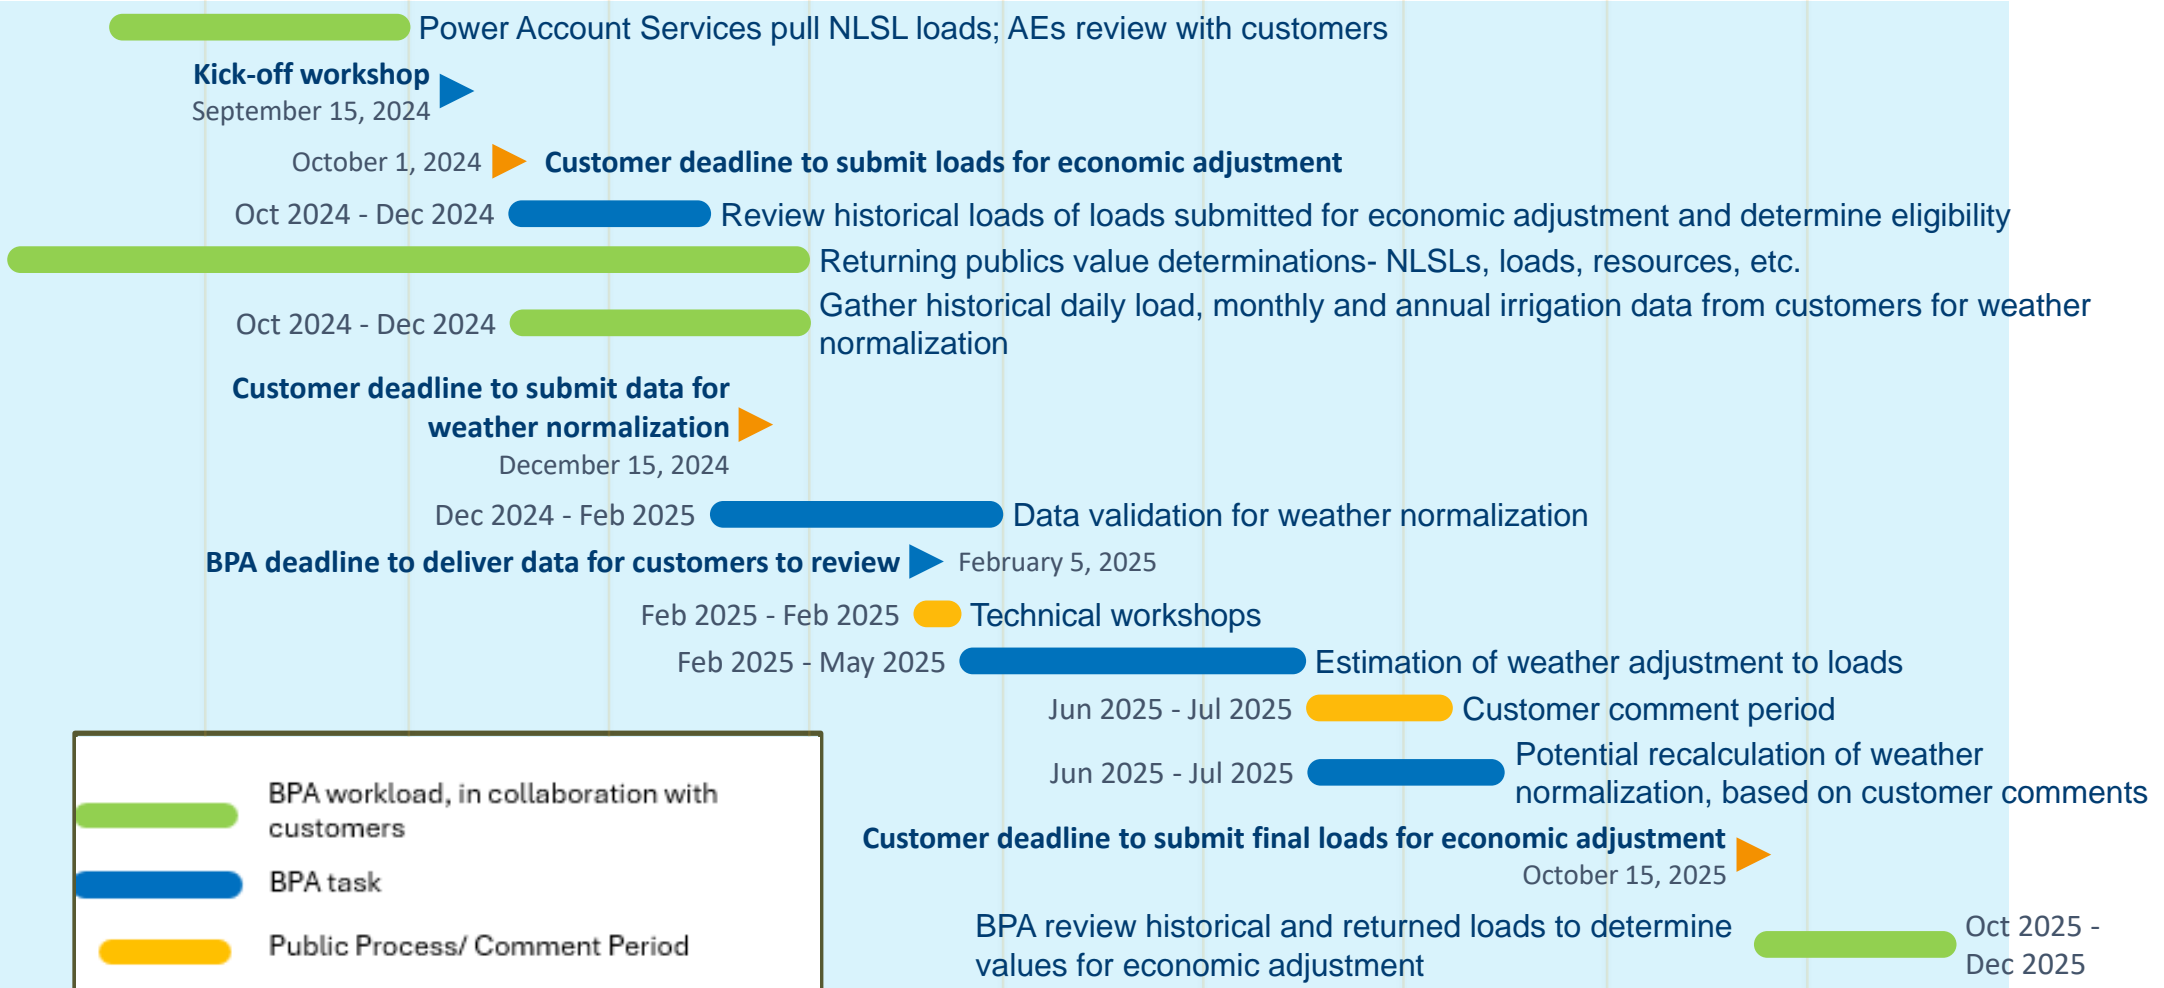 Power Account Services pull NLSL loads; AEs review with customers
Kick-off workshop
September 15, 2024
October 1, 2024
Customer deadline to submit loads for economic adjustment
Oct 2024 - Dec 2024
Review historical loads of loads submitted for economic adjustment and determine eligibility
Returning publics value determinations- NLSLs, loads, resources, etc.
Oct 2024 - Dec 2024
Gather historical daily load, monthly and annual irrigation data from customers for weather
normalization
Customer deadline to submit data for
weather normalization
December 15, 2024
Dec 2024 - Feb 2025
Data validation for weather normalization
BPA deadline to deliver data for customers to review
February 5, 2025
Feb 2025 - Feb 2025
Technical workshops
Feb 2025 - May 2025
Estimation of weather adjustment to loads
Jun 2025 - Jul 2025
Customer comment period
Jun 2025 - Jul 2025
Potential recalculation of weather
normalization, based on customer comments
Customer deadline to submit final loads for economic adjustment
October 15, 2025
BPA review historical and returned loads to determine
values for economic adjustment
Oct 2025 -
Dec 2025
BPA workload, in collaboration with
customers
BPA task
Public Process/ Comment Period